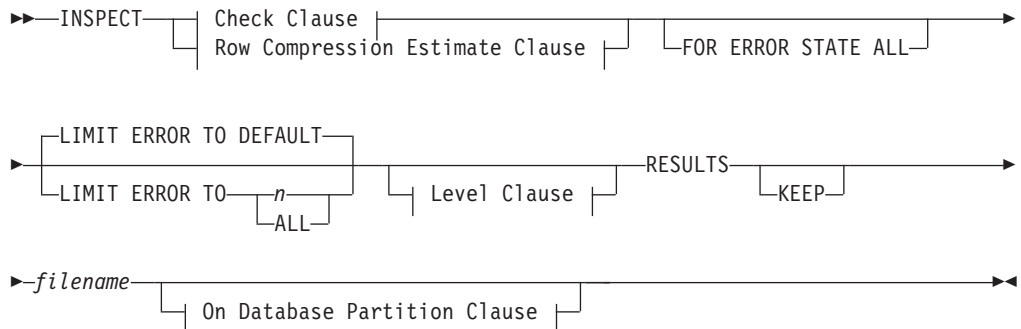 INSPECT Check Clause
Row Compression Estimate Clause FOR ERROR STATE ALL
LIMIT ERROR TO DEFAULT
LIMIT ERROR TO n Level Clause RESULTS KEEP
ALL
filename On Database Partition Clause